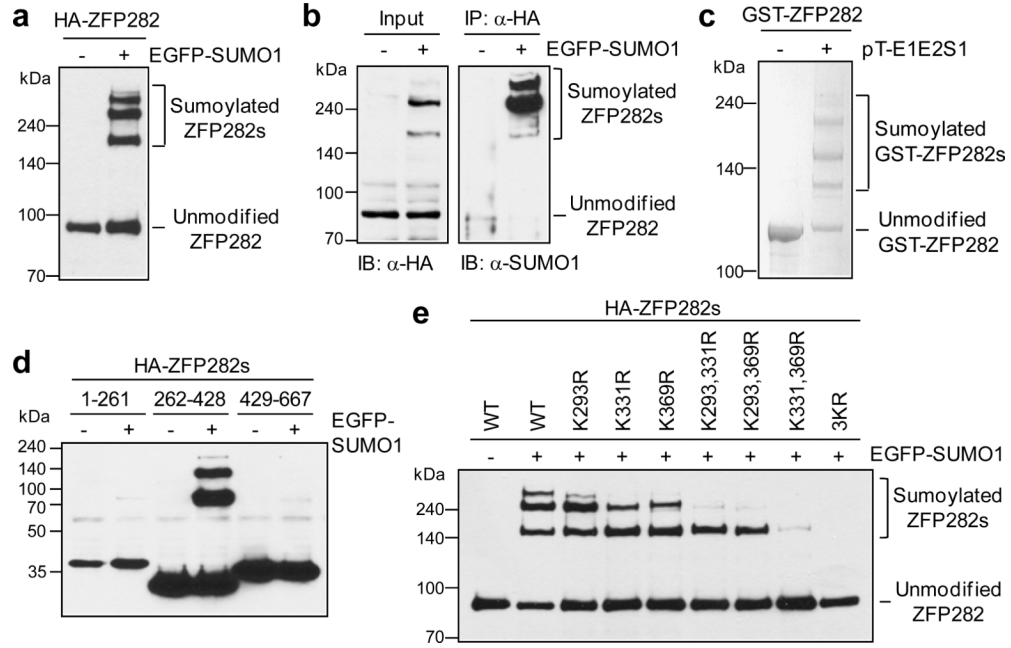 a
HA-ZFP282
- + EGFP-SUMO1
kDa
240
140
100
70
Sumoylated
ZFP282s
Unmodified
ZFP282
b
Input IP: α-HA
- + - + EGFP-SUMO1
kDa
240
140
100
70
Sumoylated
ZFP282s
Unmodified
ZFP282
IB: α-HA IB: α-SUMO1
c
GST-ZFP282
- + pT-E1E2S1
kDa
240
140
100
Sumoylated
GST-ZFP282s
Unmodified
GST-ZFP282
d
HA-ZFP282s
1-261 262-428 429-667
- + - + - + EGFP-
SUMO1
kDa
240
140
100
70
50
35
e
HA-ZFP282s
WT WT K293R K331R K369R K293,331R K293,369R K331,369R 3KR
- + + + + + + + + EGFP-SUMO1
kDa
240
140
100
70
Sumoylated
ZFP282s
Unmodified
ZFP282